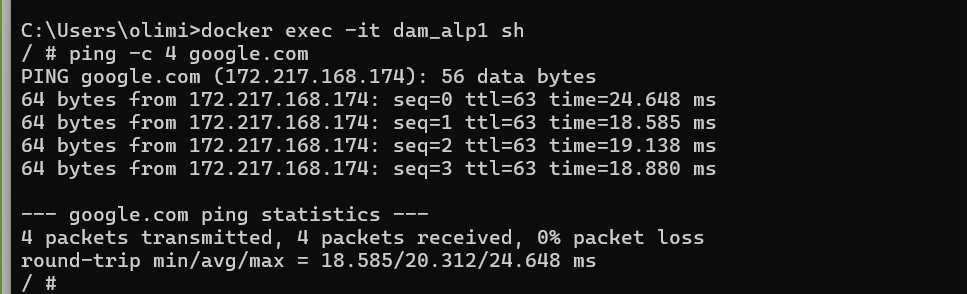 C:\Users\olimi>docker exec -it dam_alp1 sh
/ # ping -c 4 google.com
PING google.com (172.217.168.174): 56 data bytes
64 bytes from 172.217.168.174: seq=0 ttl=63 time=24.648 ms
64 bytes from 172.217.168.174: seq=1 ttl=63 time=18.585 ms
64 bytes from 172.217.168.174: seq=2 ttl=63 time=19.138 ms
64 bytes from 172.217.168.174: seq=3 ttl=63 time=18.880 ms

--- google.com ping statistics ---
4 packets transmitted, 4 packets received, 0% packet loss
round-trip min/avg/max = 18.585/20.312/24.648 ms
/ #